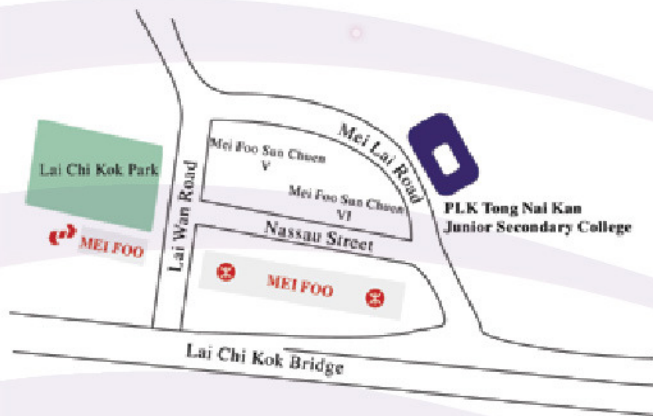 Mei Lai Road
Mei Foo Sun Chuen
V
Lai Chi Kok Park
Mei Foo Sun Chuen
VI
PLK Tong Nai Kan
Junior Secondary College
Lai Wan Road
Nassau Street
MEI FOO
MEI FOO
Lai Chi Kok Bridge